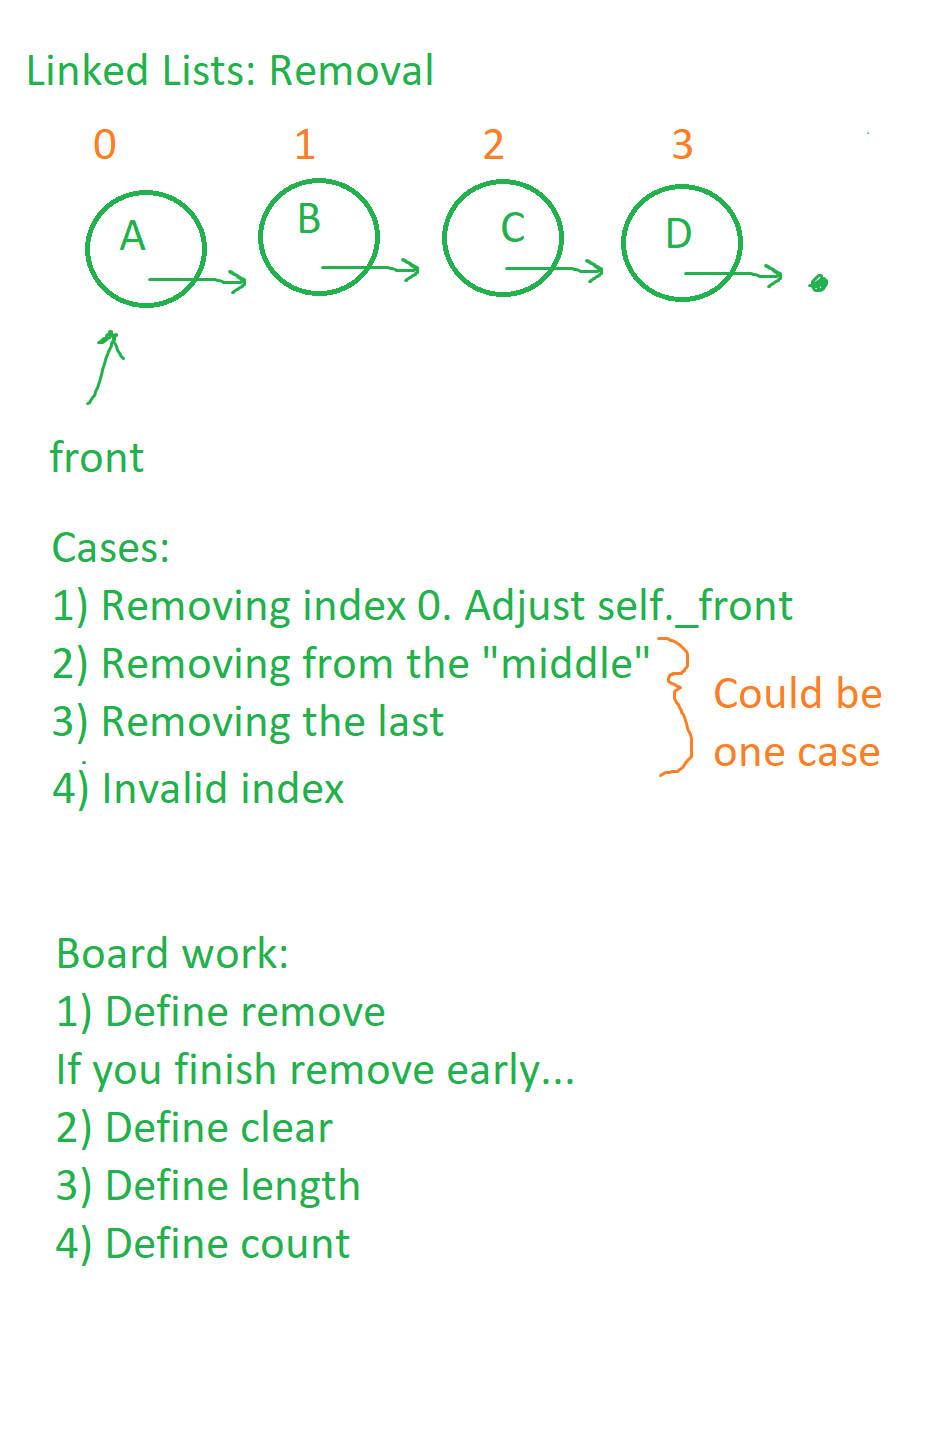 Linked Lists: Removal
0 1 2 3
A B C D
front
Cases:
1) Removing index 0. Adjust self._front
2) Removing from the "middle"
3) Removing the last
Could be
one case
4) Invalid index
Board work:
1) Define remove
If you finish remove early...
2) Define clear
3) Define length
4) Define count